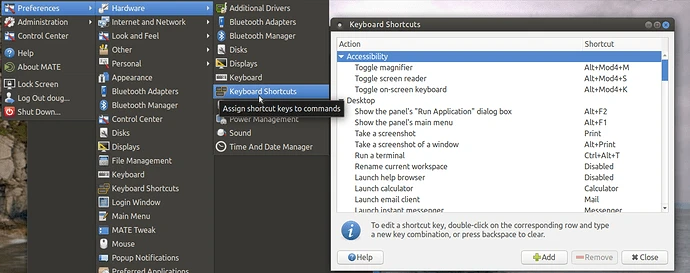 Preferences
Administration
Control Center
Help
About MATE
Lock Screen
Log Out doug...
Shut Down...
Hardware
Internet and Network
Look and Feel
Other
Personal
Appearance
Bluetooth Adapters
Bluetooth Manager
Control Center
Disks
Displays
File Management
Keyboard
Keyboard Shortcuts
Login Window
Main Menu
MATE Tweak
Mouse
Popup Notifications
Preferred Applications
Additional Drivers
Bluetooth Adapters
Bluetooth Manager
Disks
Displays
Keyboard
Keyboard Shortcuts
Assign shortcut keys to commands
Power Management
Sound
Time And Date Manager
Keyboard Shortcuts
Action Shortcut
Accessibility
Toggle magnifier Alt+Mod4+M
Toggle screen reader Alt+Mod4+S
Toggle on-screen keyboard Alt+Mod4+K
Desktop
Show the panel's "Run Application" dialog box Alt+F2
Show the panel's main menu Alt+F1
Take a screenshot Print
Take a screenshot of a window Alt+Print
Run a terminal Ctrl+Alt+T
Rename current workspace Disabled
Launch help browser Disabled
Launch calculator Calculator
Launch email client Mail
Launch instant messenger Messenger
To edit a shortcut key, double-click on the corresponding row and type
a new key combination, or press backspace to clear.
Help Add Remove Close